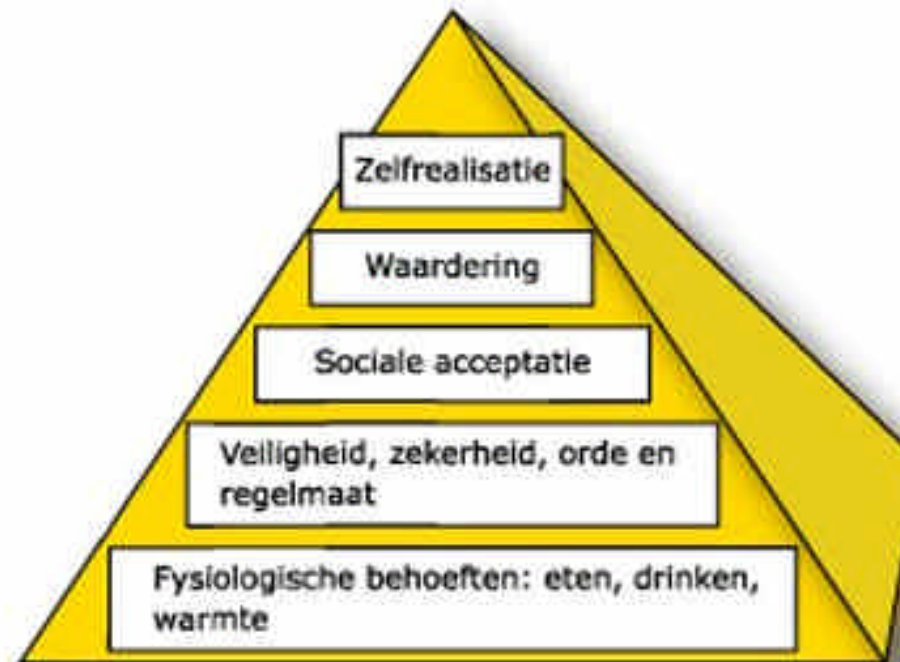 Zelfrealisatie
Waardering
Sociale acceptatie
Veiligheid, zekerheid, orde en
regelmaat
Fysiologische behoeften: eten, drinken,
warmte